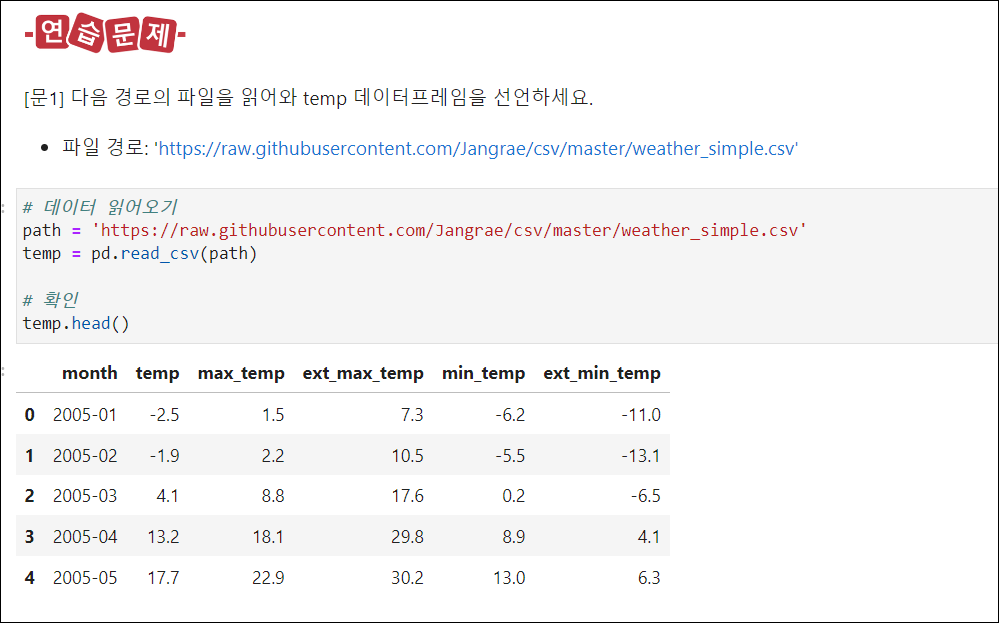 -연습문제-
[문1] 다음 경로의 파일을 읽어와 temp 데이터프레임을 선언하세요.
• 파일 경로: 'https://raw.githubusercontent.com/Jangrae/csv/master/weather_simple.csv'
# 데이터 읽어오기
path = 'https://raw.githubusercontent.com/Jangrae/csv/master/weather_simple.csv'
temp = pd.read_csv(path)
# 확인
temp.head()
month temp max_temp ext_max_temp min_temp ext_min_temp
0 2005-01 -2.5 1.5 7.3 -6.2 -11.0
1 2005-02 -1.9 2.2 10.5 -5.5 -13.1
2 2005-03 4.1 8.8 17.6 0.2 -6.5
3 2005-04 13.2 18.1 29.8 8.9 4.1
4 2005-05 17.7 22.9 30.2 13.0 6.3